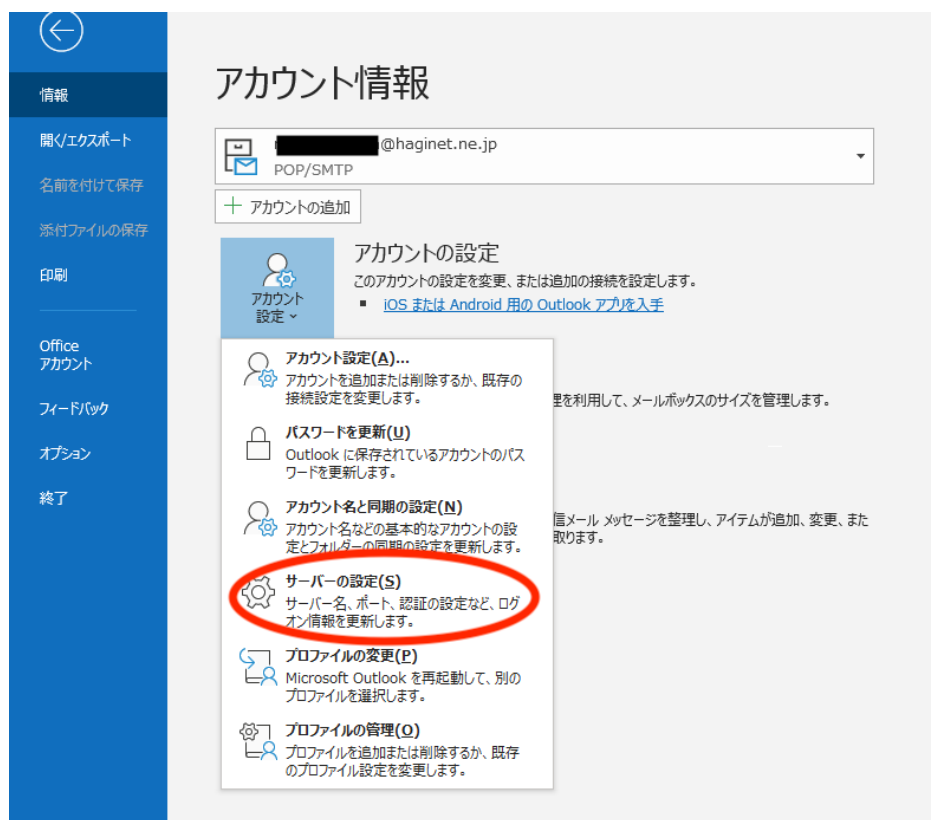 情報
開く/エクスポート
名前を付けて保存
添付ファイルの保存
印刷
Office
アカウント
フィードバック
オプション
終了
アカウント情報
@haginet.ne.jp
POP/SMTP
アカウントの追加
アカウント
設定
アカウントの設定
このアカウントの設定を変更、または追加の接続を設定します。
iOS または Android 用の Outlook アプリを入手
アカウント設定(A)...
アカウントを追加または削除するか、既存の
接続設定を変更します。
パスワードを更新(U)
Outlook に保存されているアカウントのパス
ワードを更新します。
アカウント名と同期の設定(N)
アカウント名などの基本的なアカウントの設
定とフォルダーの同期の設定を更新します。
サーバーの設定(S)
サーバー名、ポート、認証の設定など、ログ
オン情報を更新します。
プロファイルの変更(P)
Microsoft Outlook を再起動して、別の
プロファイルを選択します。
プロファイルの管理(O)
プロファイルを追加または削除するか、既存
のプロファイル設定を変更します。
理を利用して、メールボックスのサイズを管理します。
信メール メッセージを整理し、アイテムが追加、変更、また
取ります。